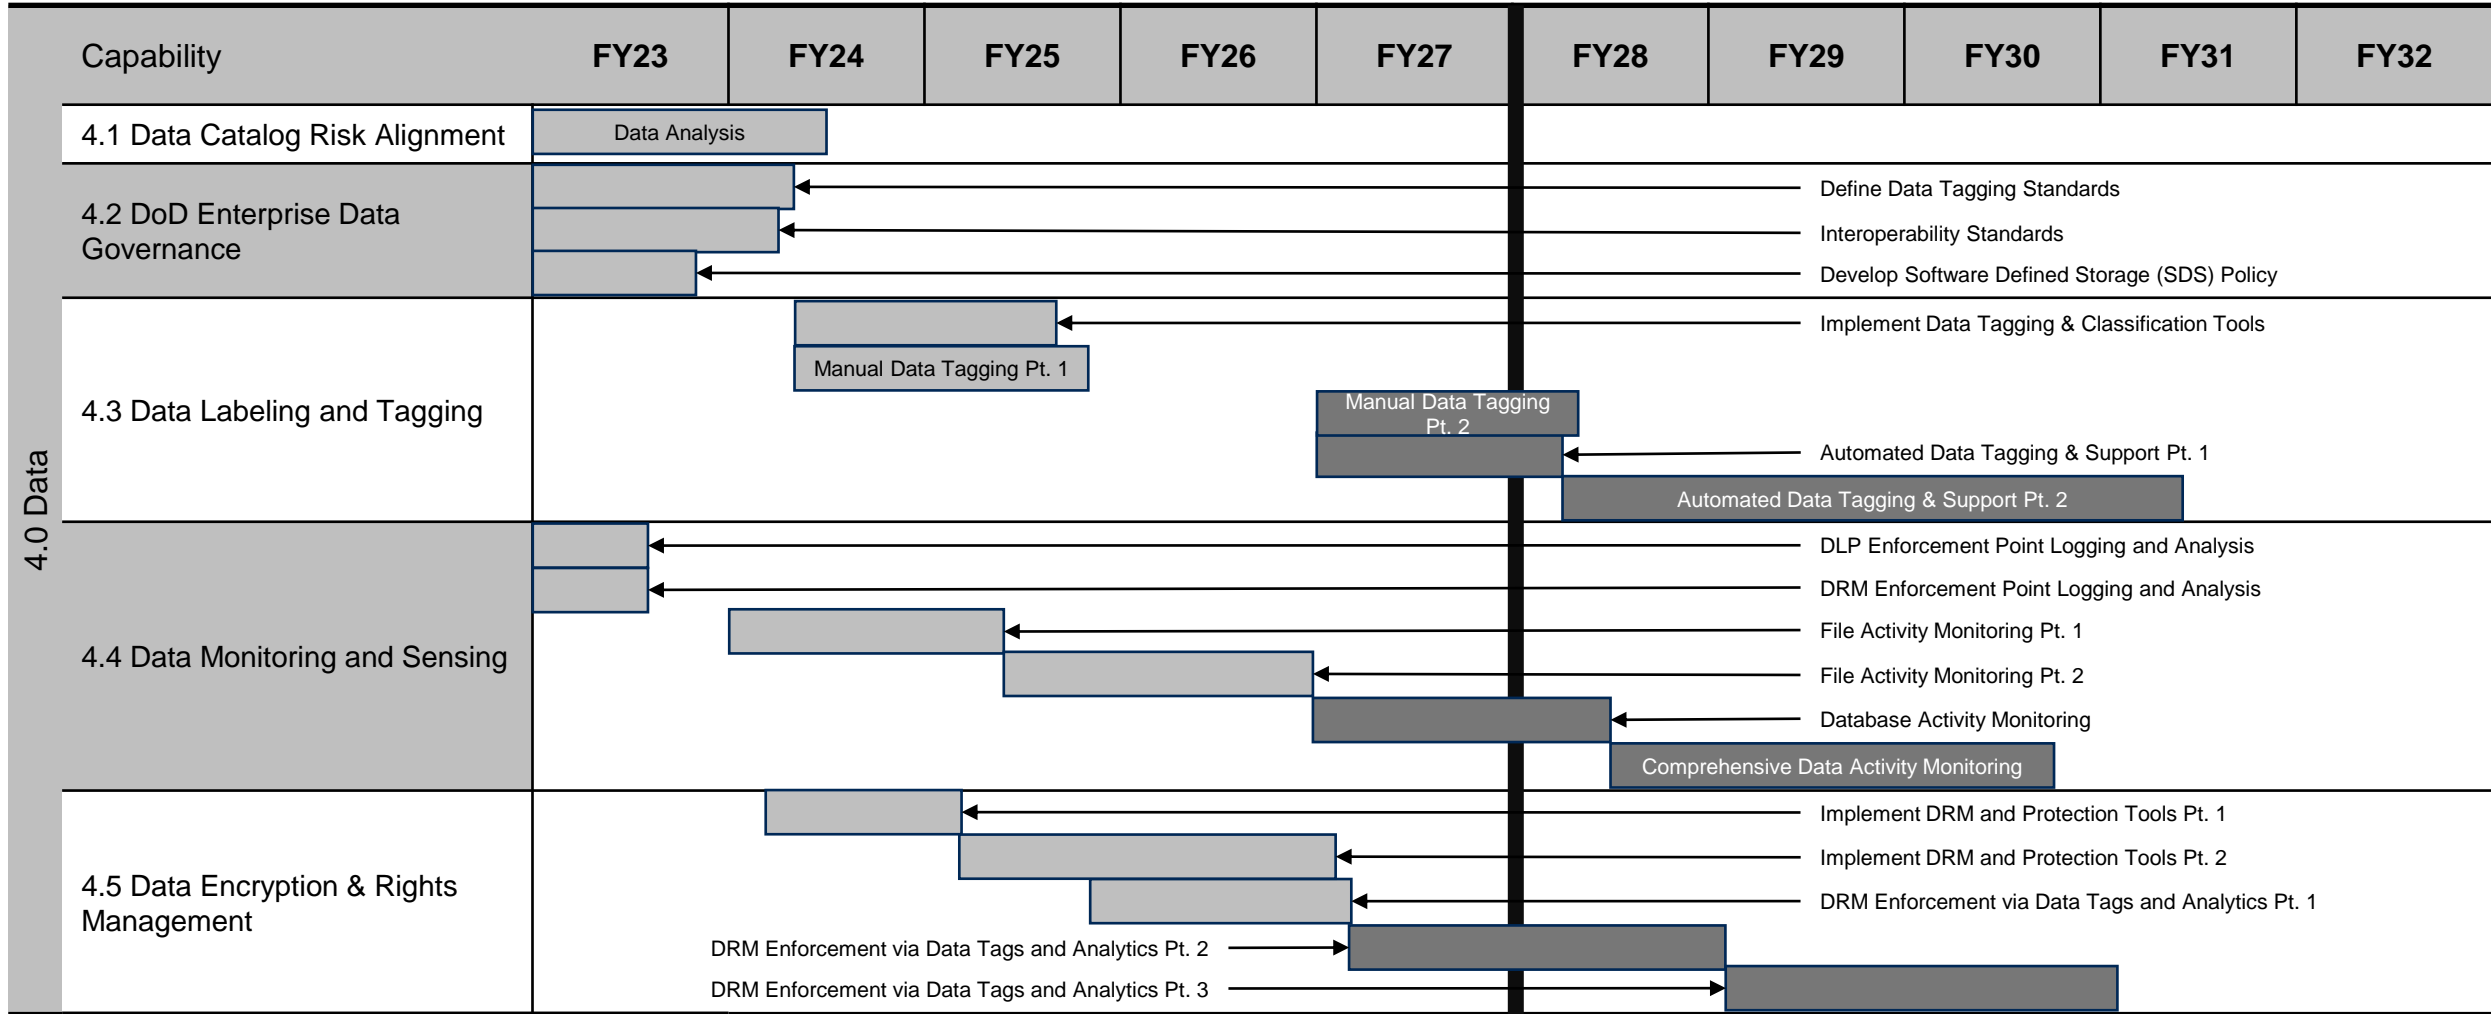 Capability
FY23
FY24
FY25
FY26
FY27
FY28
FY29
FY30
FY31
FY32
4.0 Data
4.1 Data Catalog Risk Alignment
Data Analysis
4.2 DoD Enterprise Data
Governance
Define Data Tagging Standards
Interoperability Standards
Develop Software Defined Storage (SDS) Policy
4.3 Data Labeling and Tagging
Implement Data Tagging & Classification Tools
Manual Data Tagging Pt. 1
Manual Data Tagging
Pt. 2
Automated Data Tagging & Support Pt. 1
Automated Data Tagging & Support Pt. 2
4.4 Data Monitoring and Sensing
DLP Enforcement Point Logging and Analysis
DRM Enforcement Point Logging and Analysis
File Activity Monitoring Pt. 1
File Activity Monitoring Pt. 2
Database Activity Monitoring
Comprehensive Data Activity Monitoring
4.5 Data Encryption & Rights
Management
Implement DRM and Protection Tools Pt. 1
Implement DRM and Protection Tools Pt. 2
DRM Enforcement via Data Tags and Analytics Pt. 1
DRM Enforcement via Data Tags and Analytics Pt. 2
DRM Enforcement via Data Tags and Analytics Pt. 3